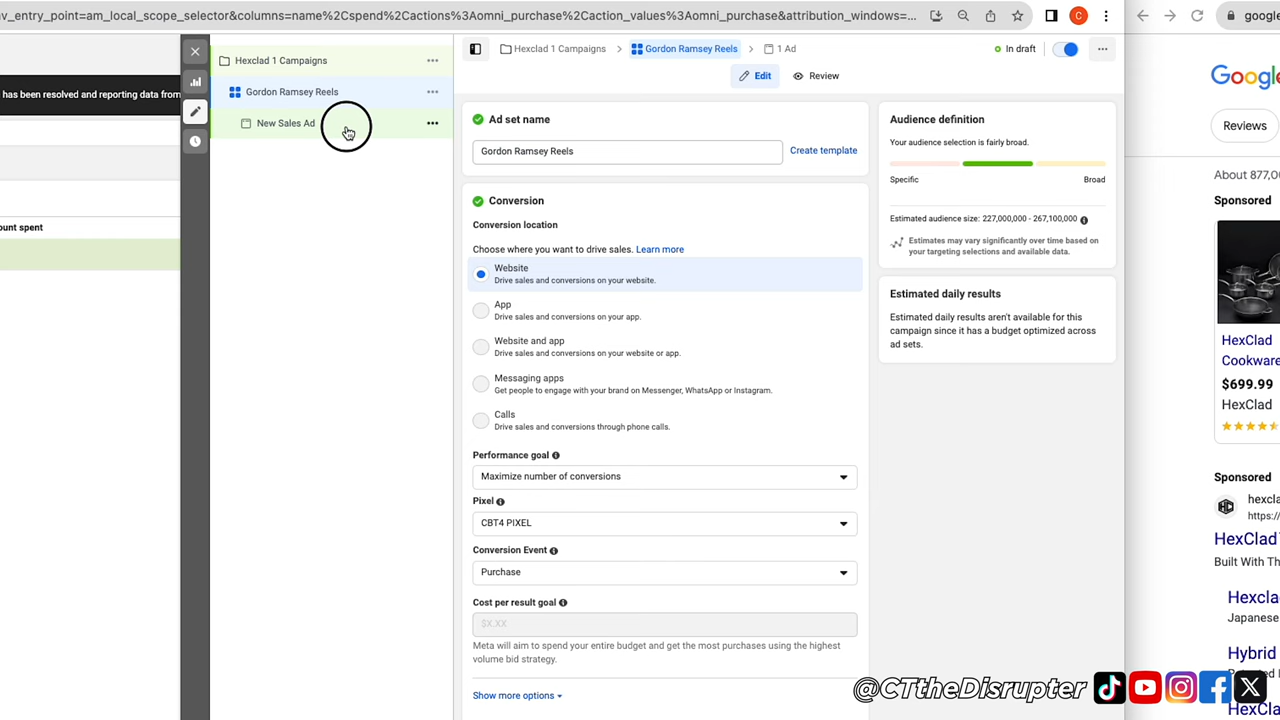 v_entry_point=am_local_scope_selector&columns=name%2Cspend%2Cactions%3Aomni_purchase%2Caction_values%3Aomni_purchase&attribution_windows=...
google
C
has been resolved and reporting data from
ount spent
Hexclad 1 Campaigns
Gordon Ramsey Reels
New Sales Ad
Hexclad 1 Campaigns > Gordon Ramsey Reels > 1 Ad
In draft
Edit
Review
Ad set name
Gordon Ramsey Reels
Create template
Conversion
Conversion location
Choose where you want to drive sales. Learn more
Website
Drive sales and conversions on your website.
App
Drive sales and conversions on your app.
Website and app
Drive sales and conversions on your website or app.
Messaging apps
Get people to engage with your brand on Messenger, WhatsApp or Instagram.
Calls
Drive sales and conversions through phone calls.
Performance goal
Maximize number of conversions
Pixel
CBT4 PIXEL
Conversion Event
Purchase
Cost per result goal
$X.XX
Meta will aim to spend your entire budget and get the most purchases using the highest
volume bid strategy.
Show more options
Audience definition
Your audience selection is fairly broad.
Specific
Broad
Estimated audience size: 227,000,000 - 267,100,000
Estimates may vary significantly over time based on
your targeting selections and available data.
Estimated daily results
Estimated daily results aren't available for this
campaign since it has a budget optimized across
ad sets.
Google
Reviews
About 877,0
Sponsored
HexClad
Cookware
$699.99
HexClad
Sponsored
hexcla
https:/
HexClad
Built With Th
Hexcla
Japanese
Hybrid
HexCla
@CTtheDisrupter